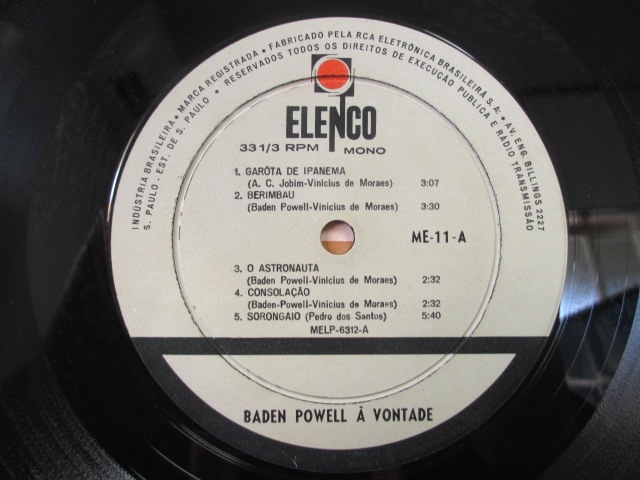 INDÚSTRIA BRASILEIRA • MARCA REGISTRADA • FABRICADO PELA RCA ELETRÔNICA BRASILEIRA S.A. • AV. ENG. BILLINGS 2227
S. PAULO - EST. DE S. PAULO • RESERVADOS TODOS OS DIREITOS DE EXECUÇÃO PUBLICA E RÁDIO TRANSMISSÃO
ELENCO
33 1/3 RPM MONO
1. GARÔTA DE IPANEMA
(A. C. Jobim-Vinicius de Moraes) 3:07
2. BERIMBAU
(Baden Powell-Vinicius de Moraes) 3:30
ME-11-A
3. O ASTRONAUTA
(Baden Powell-Vinicius de Moraes) 2:32
4. CONSOLAÇÃO
(Baden-Powell-Vinicius de Moraes) 2:32
5. SORONGAIO (Pedro dos Santos) 5:40
MELP-6312-A
BADEN POWELL À VONTADE